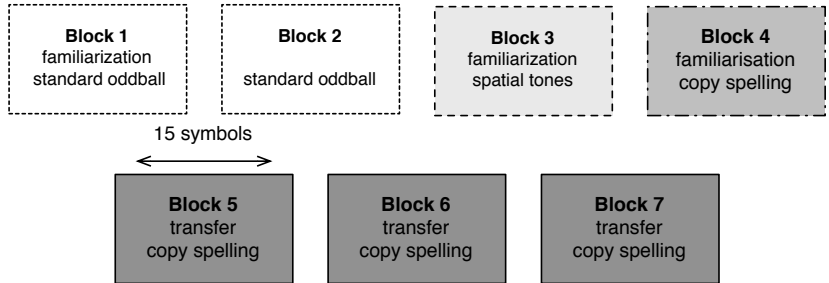 Block 1
familiarization
standard oddball
Block 2
standard oddball
Block 3
familiarization
spatial tones
Block 4
familiarisation
copy spelling
15 symbols
Block 5
transfer
copy spelling
Block 6
transfer
copy spelling
Block 7
transfer
copy spelling